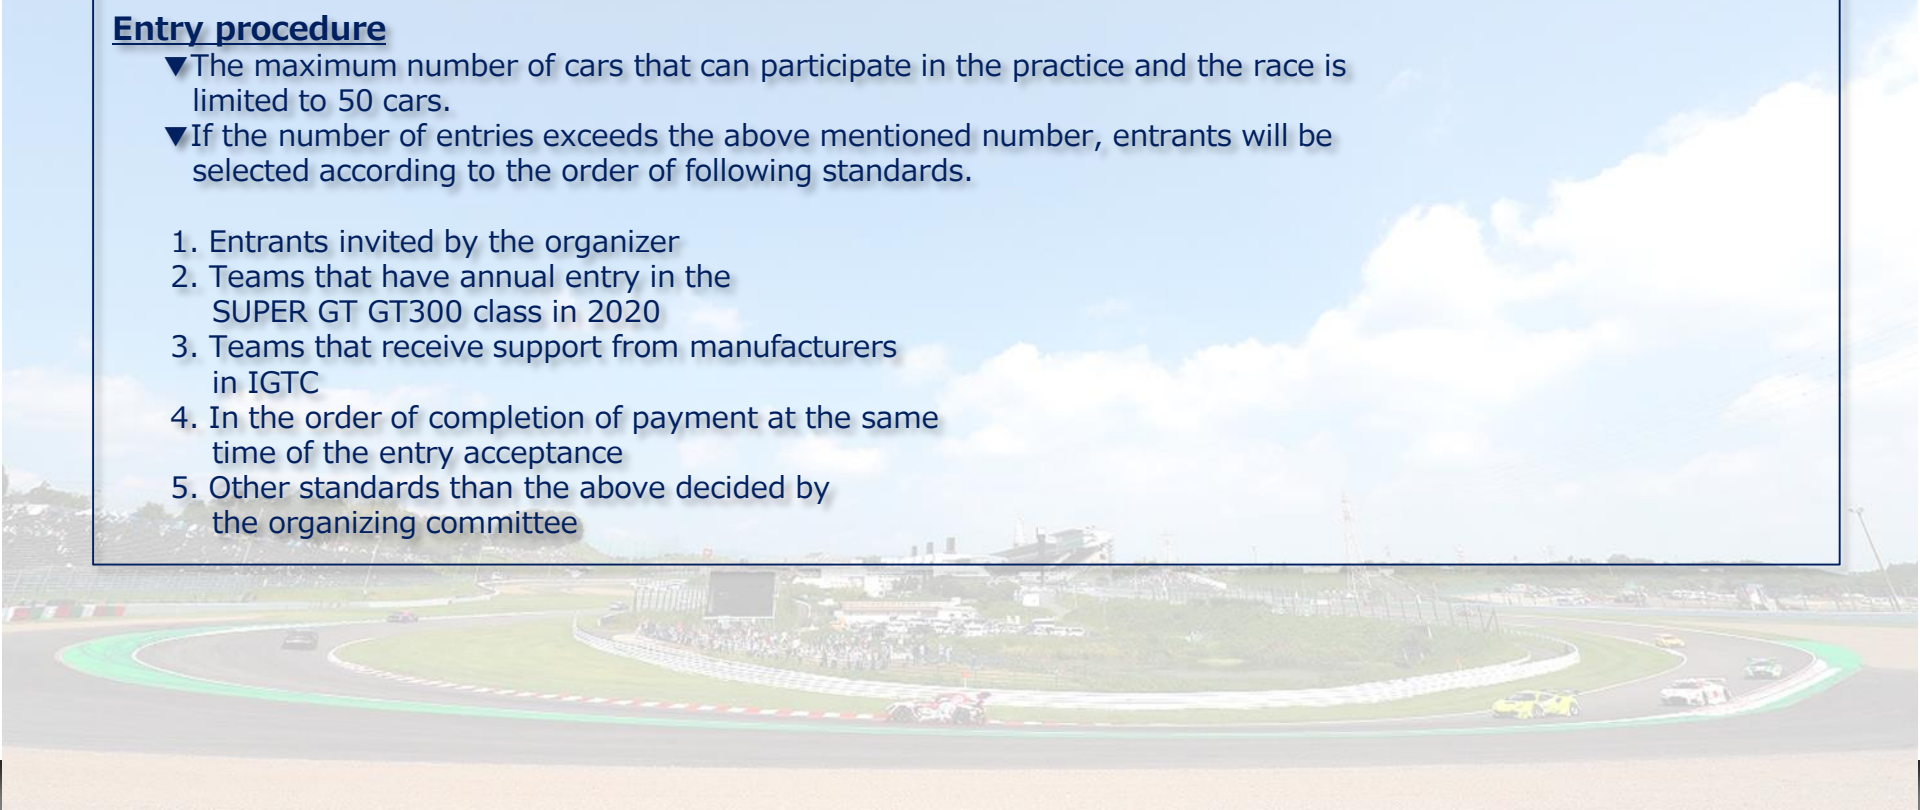 Entry procedure
▼The maximum number of cars that can participate in the practice and the race is
limited to 50 cars.
▼If the number of entries exceeds the above mentioned number, entrants will be
selected according to the order of following standards.
1. Entrants invited by the organizer
2. Teams that have annual entry in the
SUPER GT GT300 class in 2020
3. Teams that receive support from manufacturers
in IGTC
4. In the order of completion of payment at the same
time of the entry acceptance
5. Other standards than the above decided by
the organizing committee